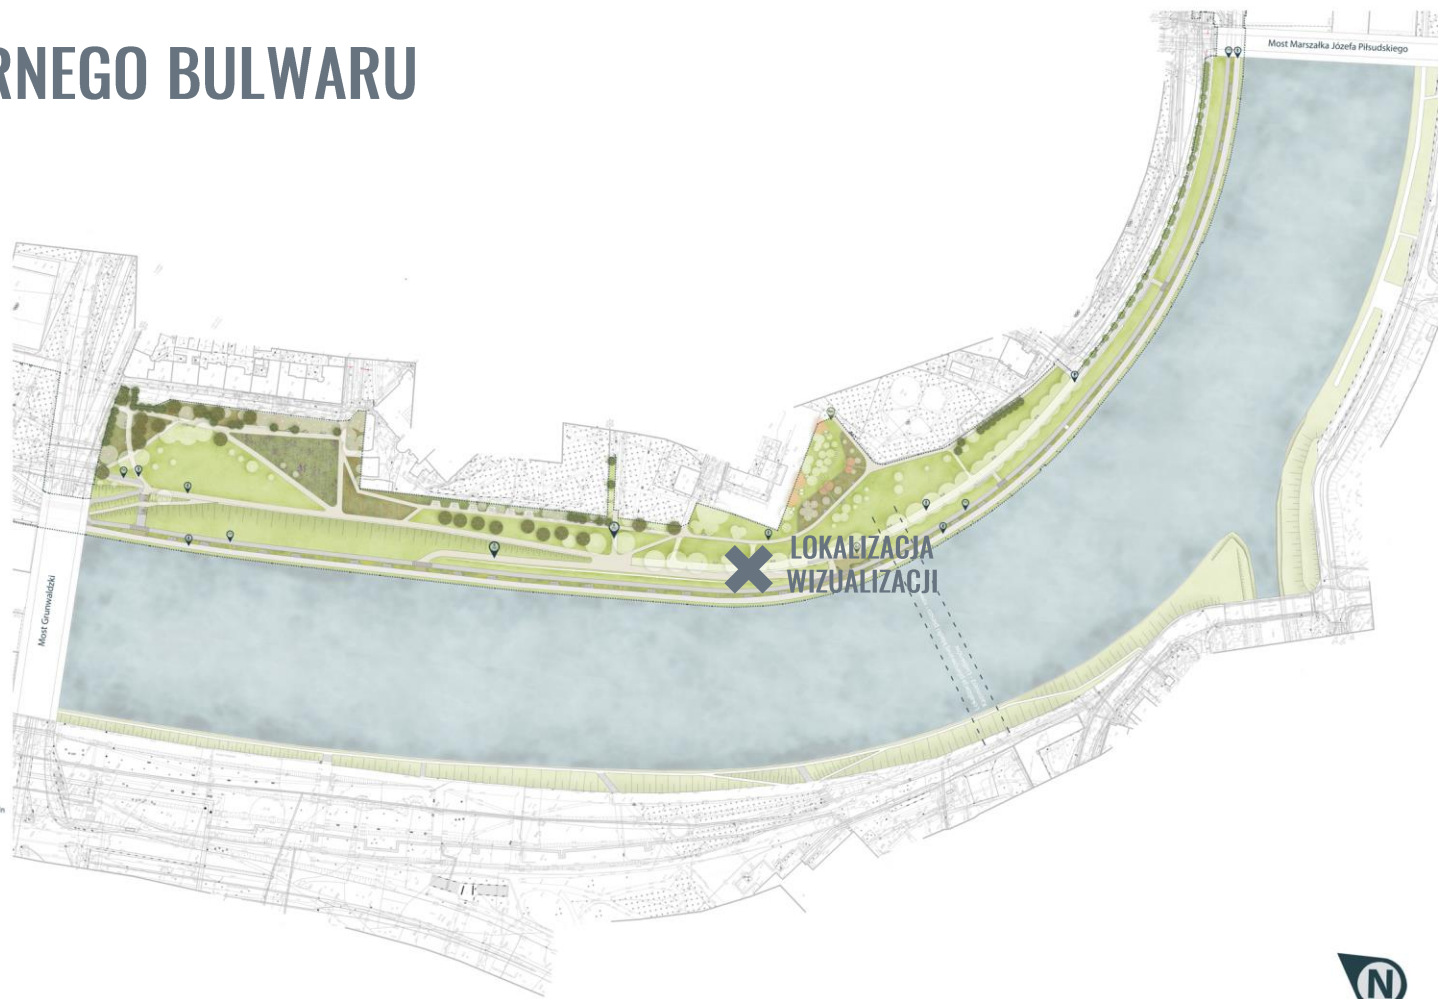 RNEGO BULWARU
Most Marszałka Józefa Piłsudskiego
LOKALIZACJA
WIZUALIZACJI
Most Grunwaldzki
N